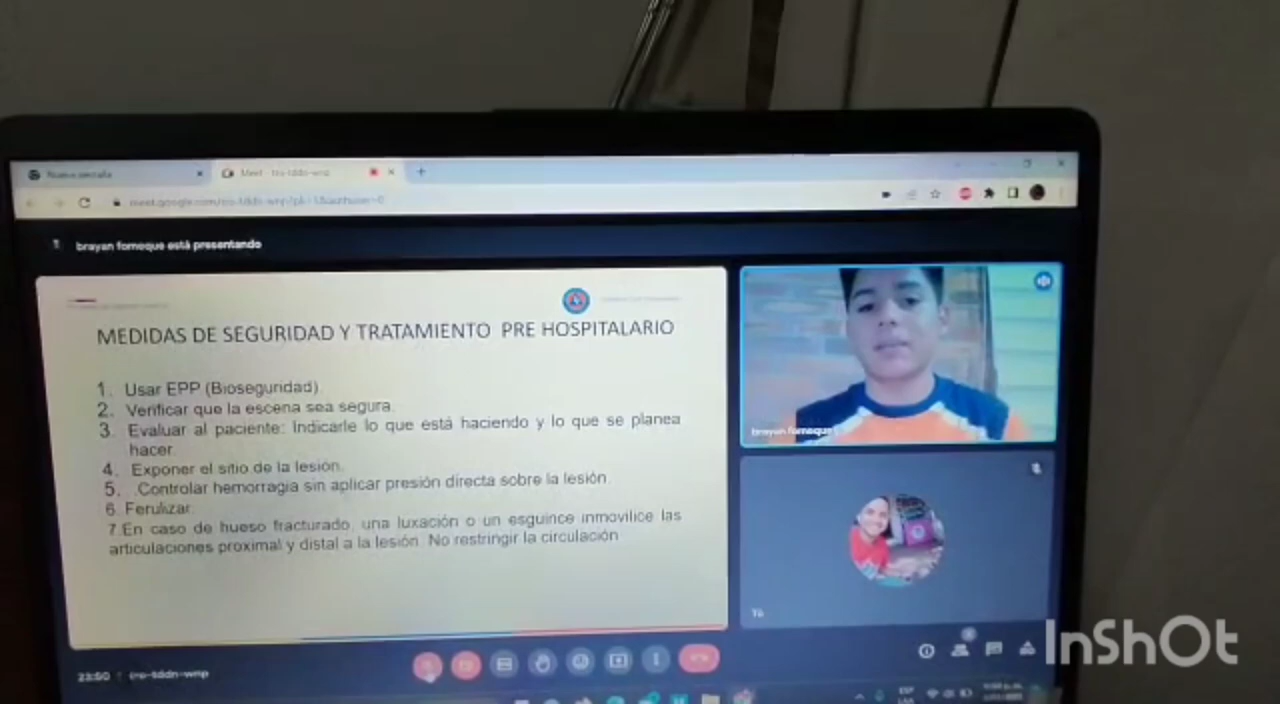 Meet -
brayan fomeque está presentando
MEDIDAS DE SEGURIDAD Y TRATAMIENTO PRE HOSPITALARIO
1. Usar EPP (Bioseguridad)
2. Verificar que la escena sea segura.
3. Evaluar al paciente: Indicarle lo que está haciendo y lo que se planea
hacer
4. Exponer el sitio de la lesión.
5. .Controlar hemorragia sin aplicar presión directa sobre la lesión
6. Ferulizar
7.En caso de hueso fracturado, una luxación o un esguince inmovilice las
articulaciones proximal y distal a la lesión. No restringir la circulación
brayan fomeque
Tú
23:50
ESP
InShOt